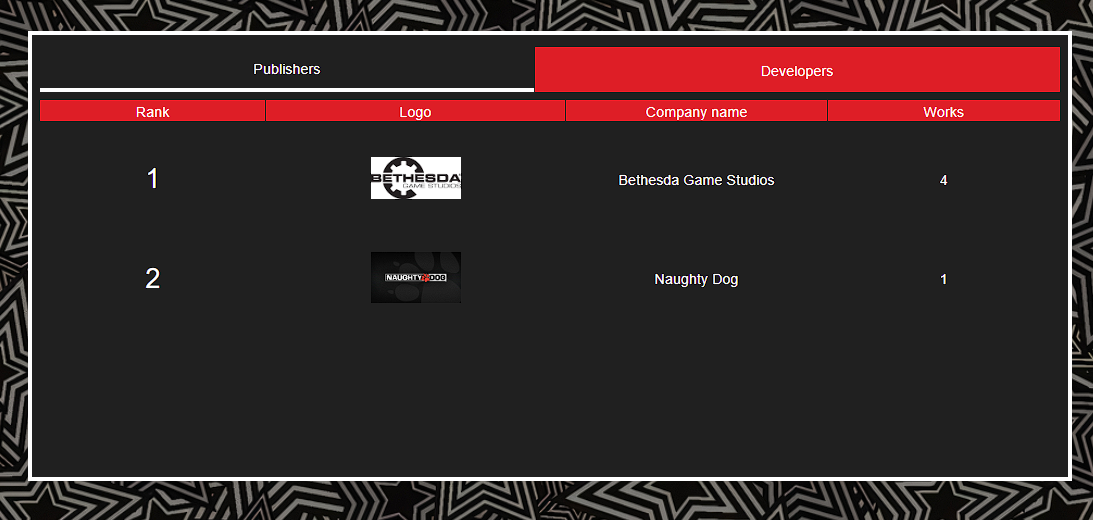 Publishers
Developers
Rank Logo Company name Works
1 BETHESDA GAME STUDIOS Bethesda Game Studios 4
2 NAUGHTY DOG Naughty Dog 1